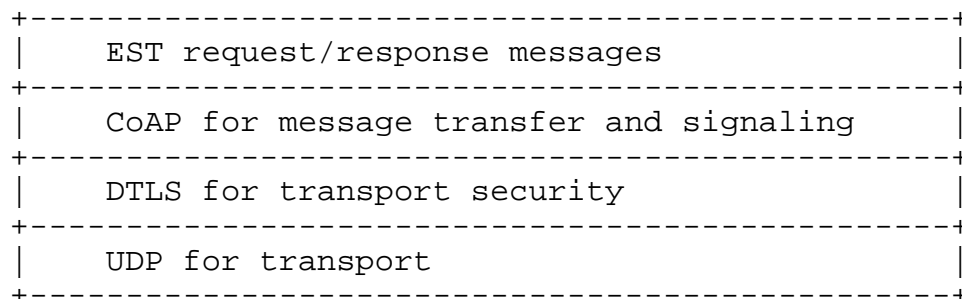 EST request/response messages
CoAP for message transfer and signaling
DTLS for transport security
UDP for transport